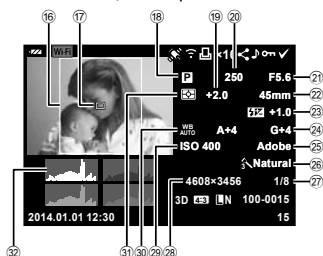 ⑯ ⑰ ⑱ ⑲ ⑳
Wi-Fi ×10
P 250 F5.6 ㉑
+2.0 45mm ㉒
+1.0 ㉓
WB AUTO A+4 G+4 ㉔
ISO 400 Adobe ㉕
Natural ㉖
4608×3456 1/8 ㉗
3D 4:3 LN 100-0015
2014.01.01 12:30 15
㉜ ㉛ ㉚ ㉙ ㉘